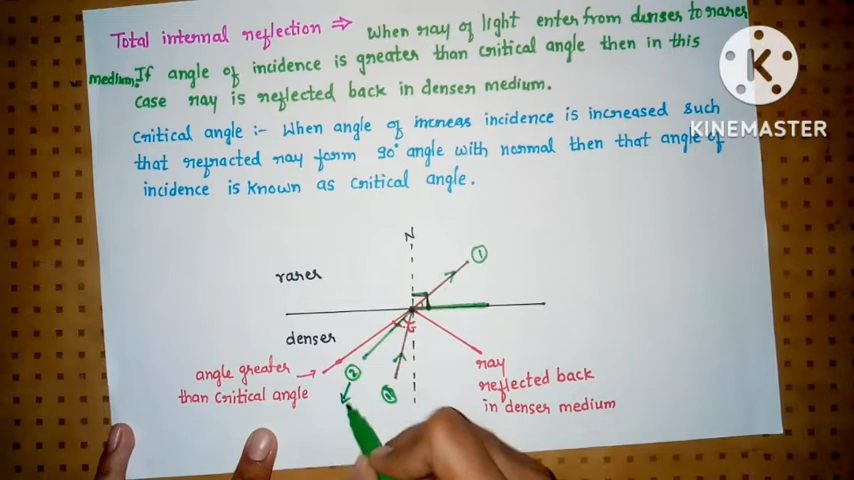 Total internal reflection ⇒ When ray of light enter from denser to rarer
medium. If angle of incidence is greater than critical angle then in this
case ray is reflected back in denser medium.
Critical angle :- When angle of increas incidence is increased such
that refracted ray form 90° angle with normal then that angle of
incidence is known as critical angle.
K
KINEMASTER
N
①
rarer
denser
angle greater
than critical angle
②
①
ray
reflected back
in denser medium